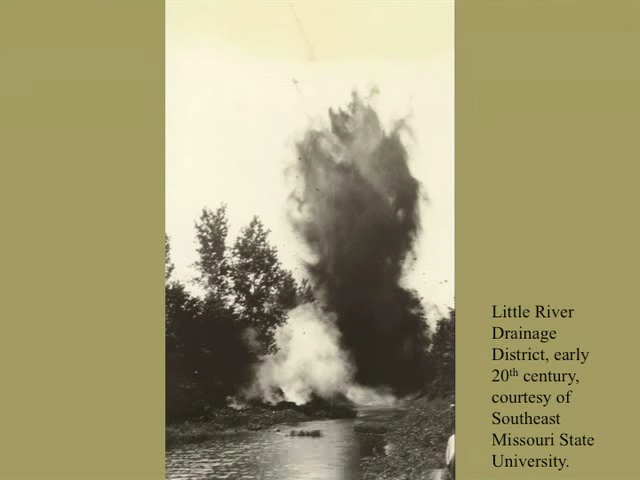 Little River
Drainage
District, early
20th century,
courtesy of
Southeast
Missouri State
University.